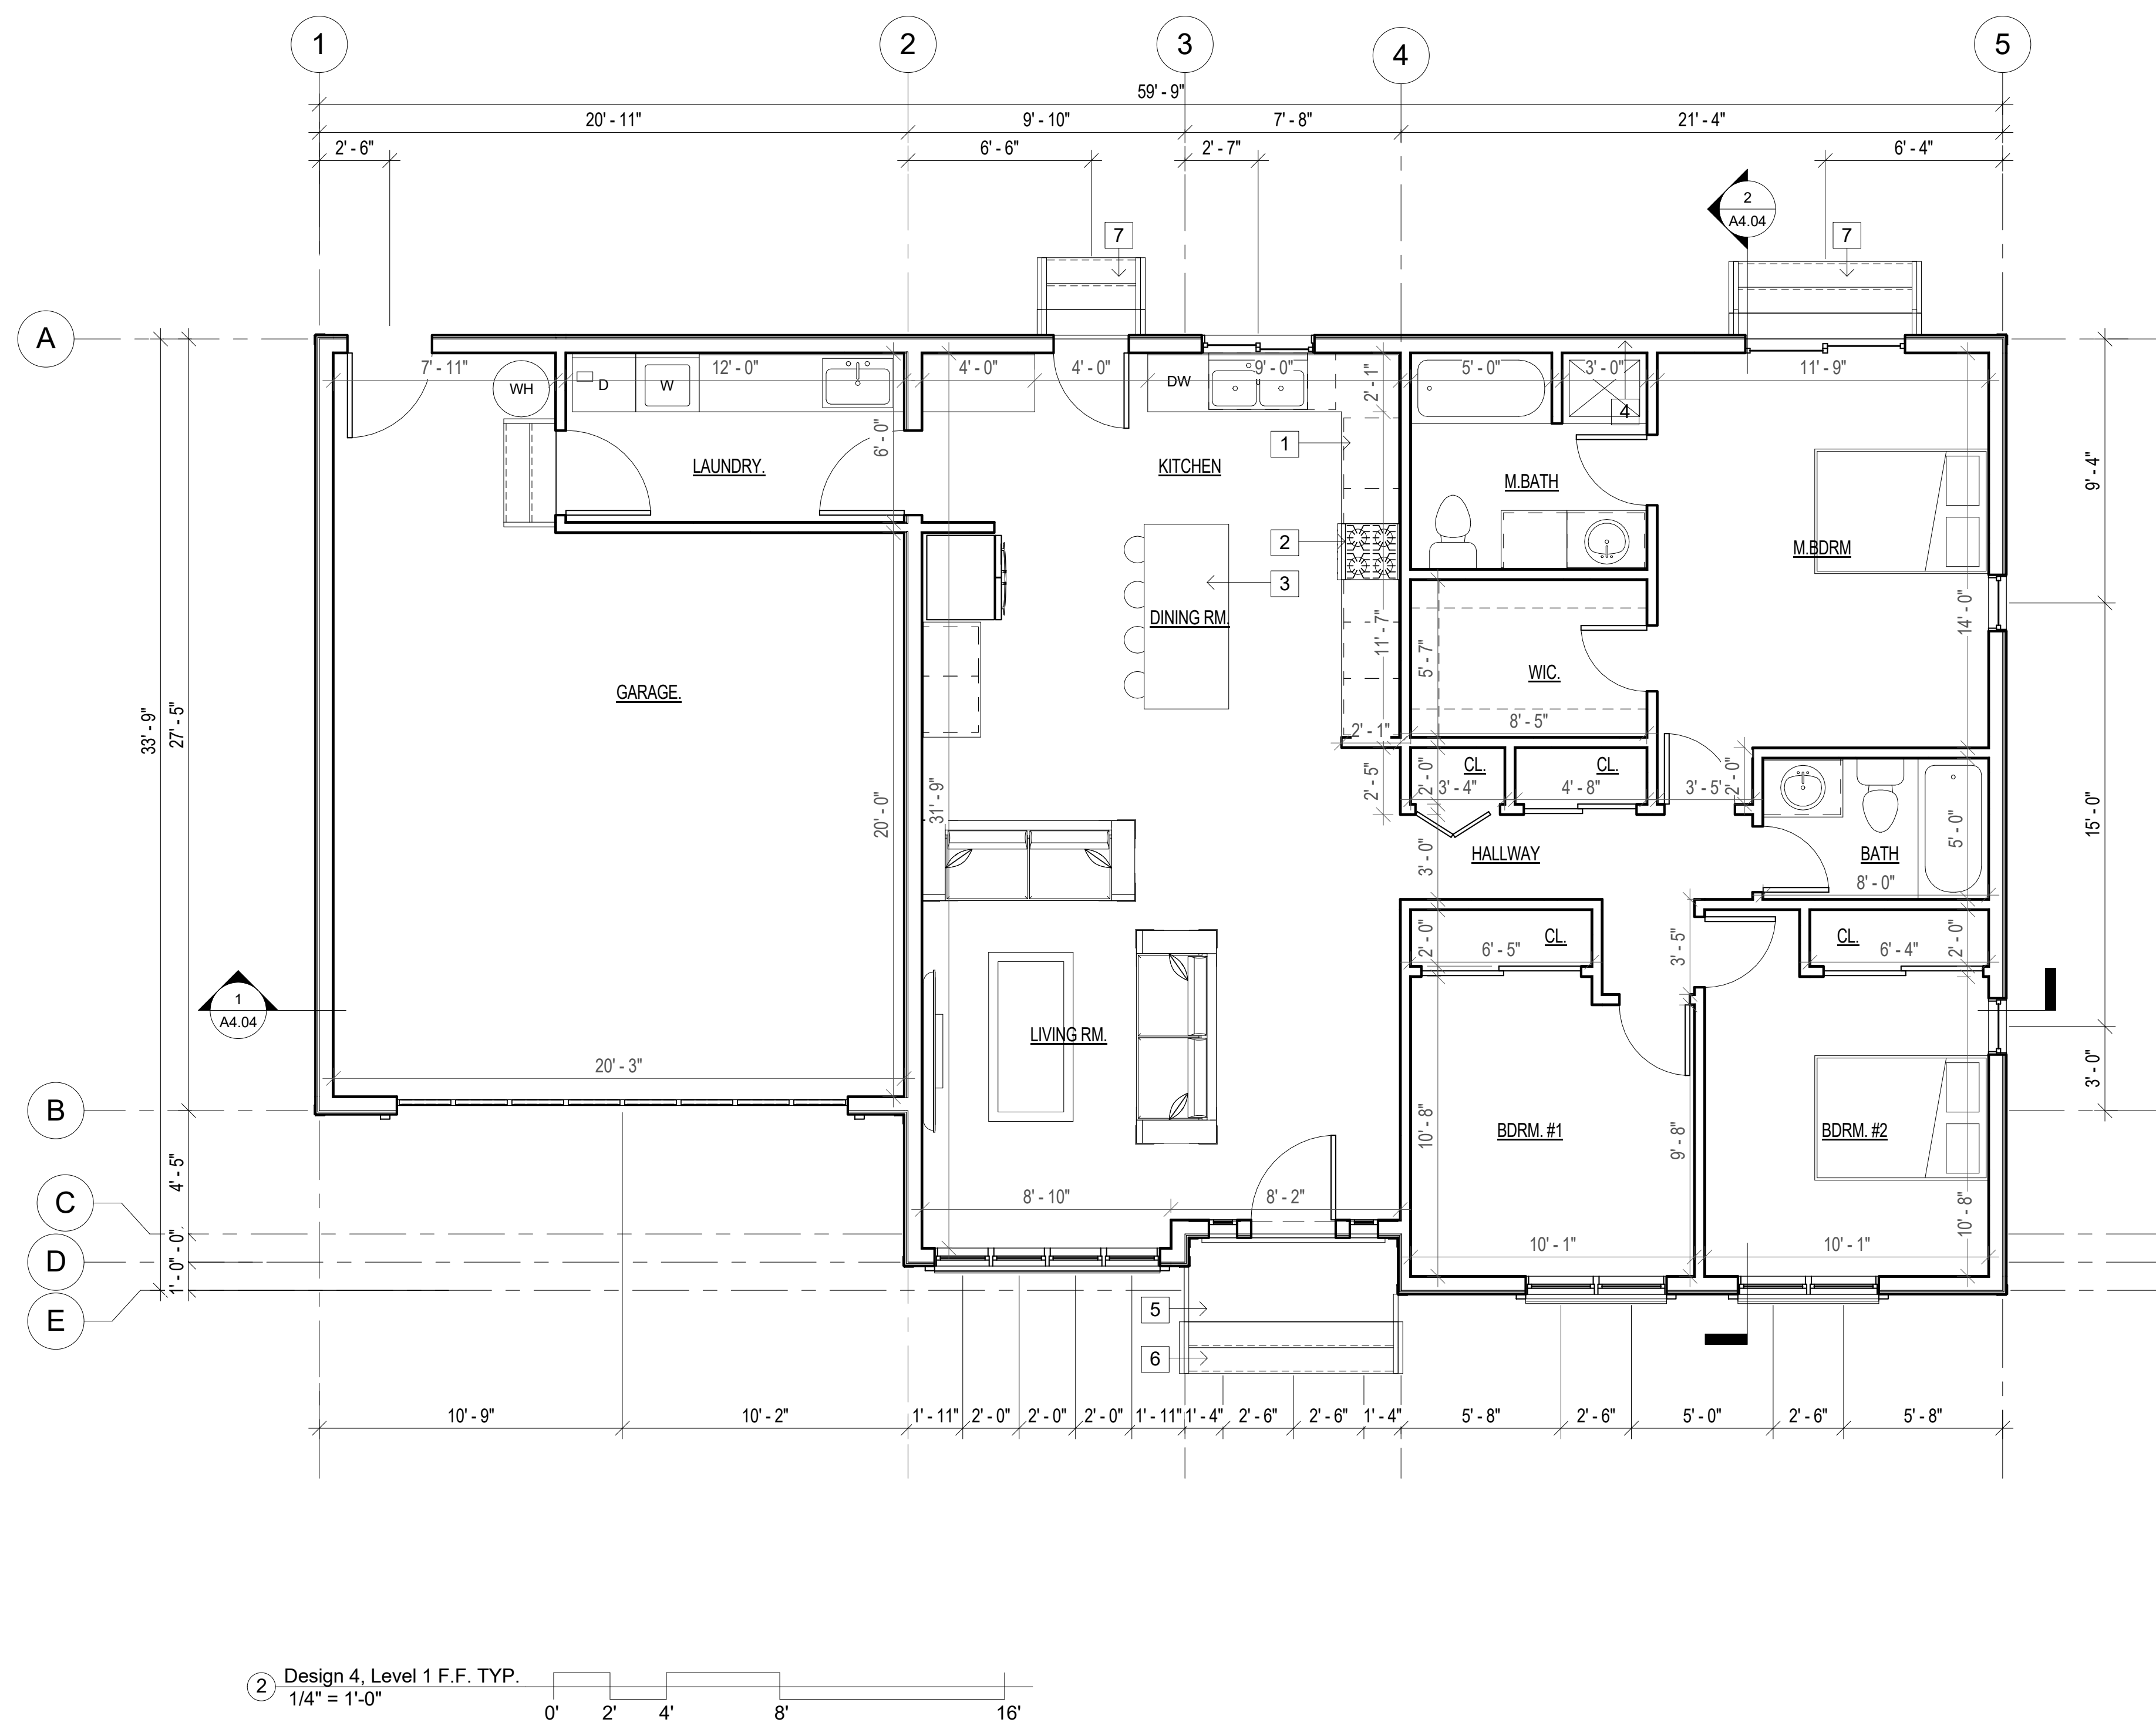 1
2
3
4
5
59' - 9"
20' - 11"
9' - 10"
7' - 8"
21' - 4"
2' - 6"
6' - 6"
2' - 7"
6' - 4"
2
A4.04
7
7
A
7' - 11"
12' - 0"
4' - 0"
4' - 0"
9' - 0"
2' - 1"
5' - 0"
3' - 0"
11' - 9"
WH
D
W
DW
4
6' - 0"
1
LAUNDRY.
KITCHEN
M.BATH
9' - 4"
2
3
M.BDRM
DINING RM.
11' - 7"
14' - 0"
5' - 7"
WIC.
GARAGE.
8' - 5"
33' - 9"
27' - 5"
2' - 1"
2' - 5"
2' - 0"
CL.
3' - 4"
CL.
4' - 8"
3' - 5"
2' - 0"
31' - 9"
20' - 0"
3' - 0"
HALLWAY
BATH
5' - 0"
8' - 0"
15' - 0"
2' - 0"
6' - 5"
CL.
3' - 5"
CL.
6' - 4"
2' - 0"
1
A4.04
LIVING RM.
20' - 3"
3' - 0"
B
10' - 8"
BDRM. #1
9' - 8"
BDRM. #2
4' - 5"
C
8' - 10"
8' - 2"
10' - 8"
10' - 1"
10' - 1"
D
1' - 0"
1' - 0"
E
5
6
10' - 9"
10' - 2"
1' - 11"
2' - 0"
2' - 0"
2' - 0"
1' - 11"
1' - 4"
2' - 6"
2' - 6"
1' - 4"
5' - 8"
2' - 6"
5' - 0"
2' - 6"
5' - 8"
2
Design 4, Level 1 F.F. TYP.
1/4" = 1'-0"
0'
2'
4'
8'
16'